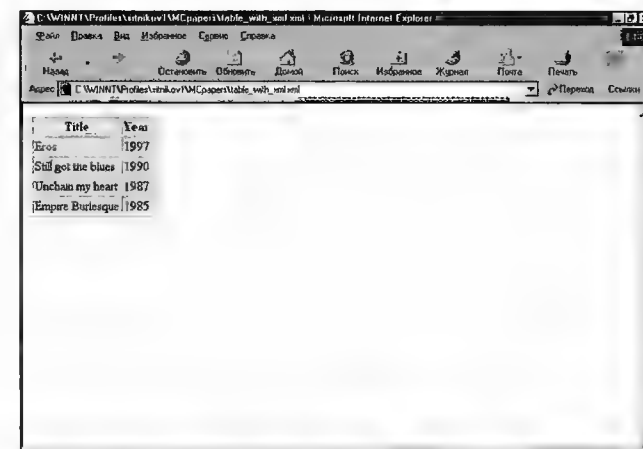 C:\WINNT\Profiles\sitnikov1\MCpapers\table_with_xml.xml - Microsoft Internet Explorer
Файл Правка Вид Избранное Сервис Справка
Назад Остановить Обновить Домой Поиск Избранное Журнал Почта Печать
Адрес C:\WINNT\Profiles\sitnikov1\MCpapers\table_with_xml.xml Переход Ссылки
Title Year
Eros 1997
Still got the blues 1990
Unchain my heart 1987
Empire Burlesque 1985